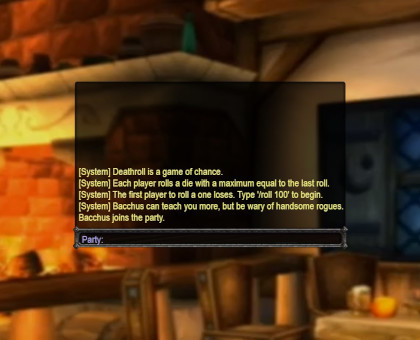 [System] Deathroll is a game of chance.
[System] Each player rolls a die with a maximum equal to the last roll.
[System] The first player to roll a one loses. Type '/roll 100' to begin.
[System] Bacchus can teach you more, but be wary of handsome rogues.
Bacchus joins the party.
Party: